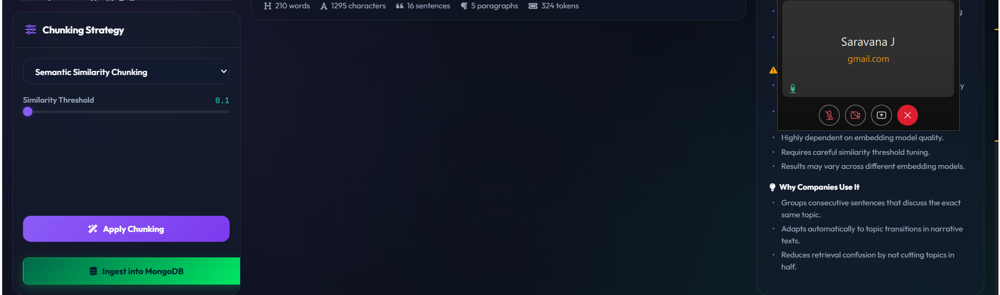 210 words 1295 characters 16 sentences 5 paragraphs 324 tokens
Chunking Strategy
Semantic Similarity Chunking
Similarity Threshold 0.1
Apply Chunking
Ingest into MongoDB
Saravana J
gmail.com
Highly dependent on embedding model quality.
Requires careful similarity threshold tuning.
Results may vary across different embedding models.
Why Companies Use It
Groups consecutive sentences that discuss the exact
same topic.
Adapts automatically to topic transitions in narrative
texts.
Reduces retrieval confusion by not cutting topics in
half.